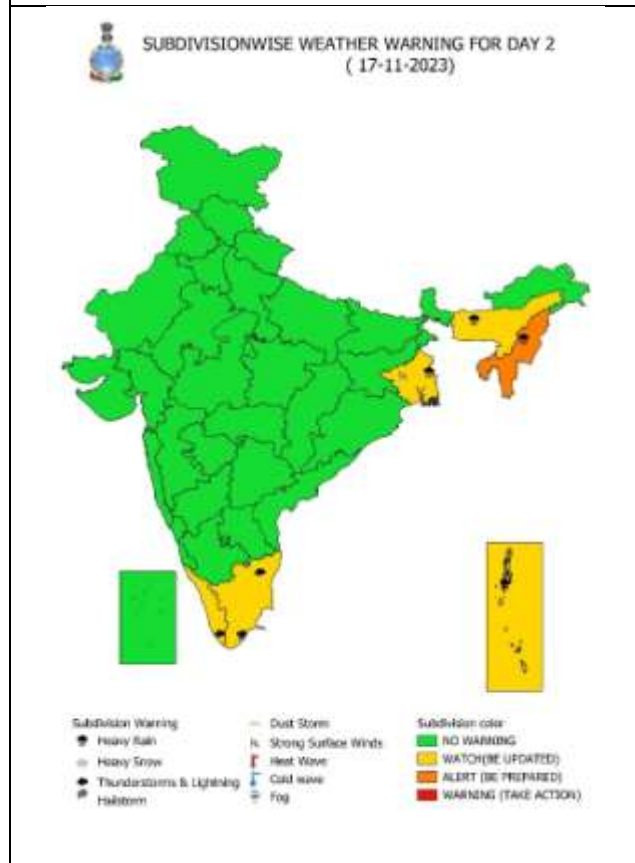 SUBDIVISIONWISE WEATHER WARNING FOR DAY 2
( 17-11-2023)
Subdivision Warning
Heavy Rain
Heavy Snow
Thunderstorms & Lightning
Hailstorm
Dust Storm
Strong Surface Winds
Heat Wave
Cold wave
Fog
Subdivision color
NO WARNING
WATCH(BE UPDATED)
ALERT (BE PREPARED)
WARNING (TAKE ACTION)